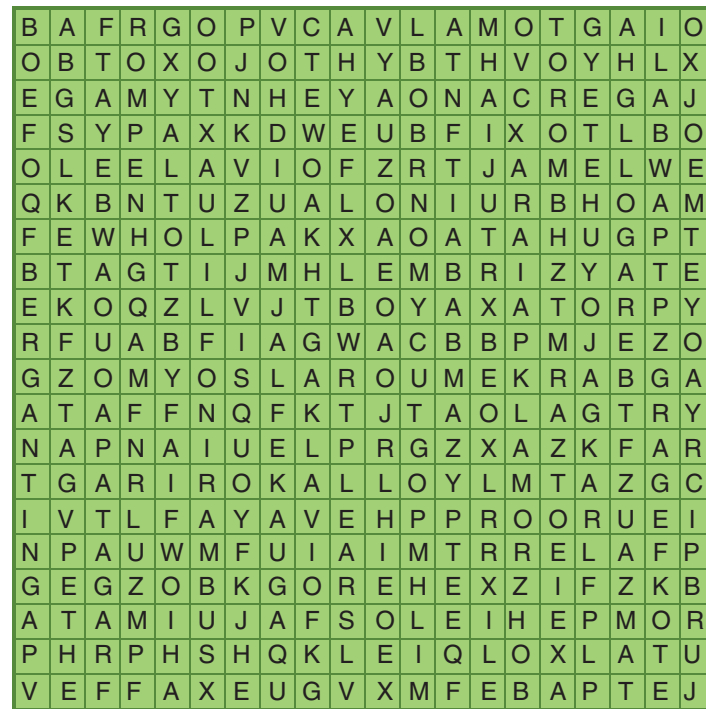 B A F R G O P V C A V L A M O T G A I O
O B T O X O J O T H Y B T H V O Y H L X
E G A M Y T N H E Y A O N A C R E G A J
F S Y P A X K D W E U B F I X O T L B O
O L E E L A V I O F Z R T J A M E L W E
Q K B N T U Z U A L O N I U R B H O A M
F E W H O L P A K X A O A T A H U G P T
B T A G T I J M H L E M B R I Z Y A T E
E K O Q Z L V J T B O Y A X A T O R P Y
R F U A B F I A G W A C B B P M J E Z O
G Z O M Y O S L A R O U M E K R A B G A
A T A F F N Q F K T J T A O L A G T R Y
N A P N A I U E L P R G Z X A Z K F A R
T G A R I R O K A L L O Y L M T A Z G C
I V T L F A Y A V E H P P R O O R U E I
N P A U W M F U I A I M T R R E L A F P
G E G Z O B K G O R E H E X Z I F Z K B
A T A M I U J A F S O L E I H E P M O R
P H R P H S H Q K L E I Q L O X L A T U
V E F F A X E U G V X M F E B A P T E J